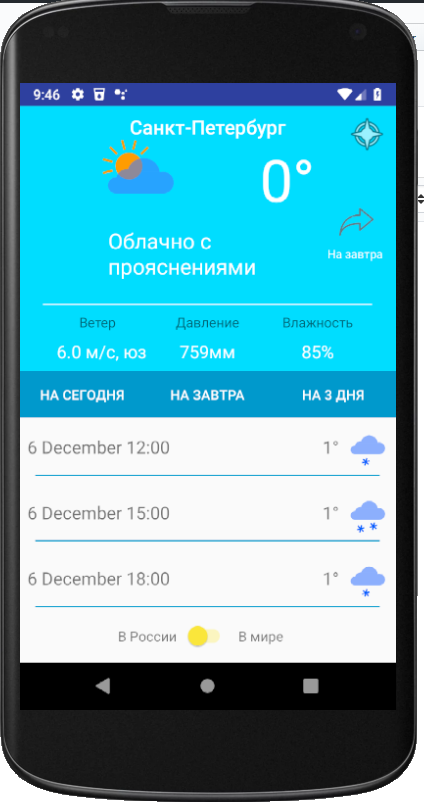 9:46
Санкт-Петербург
0°
Облачно с
прояснениями
На завтра
Ветер Давление Влажность
6.0 м/с, юз 759мм 85%
НА СЕГОДНЯ НА ЗАВТРА НА 3 ДНЯ
6 December 12:00 1°
6 December 15:00 1°
6 December 18:00 1°
В России В мире